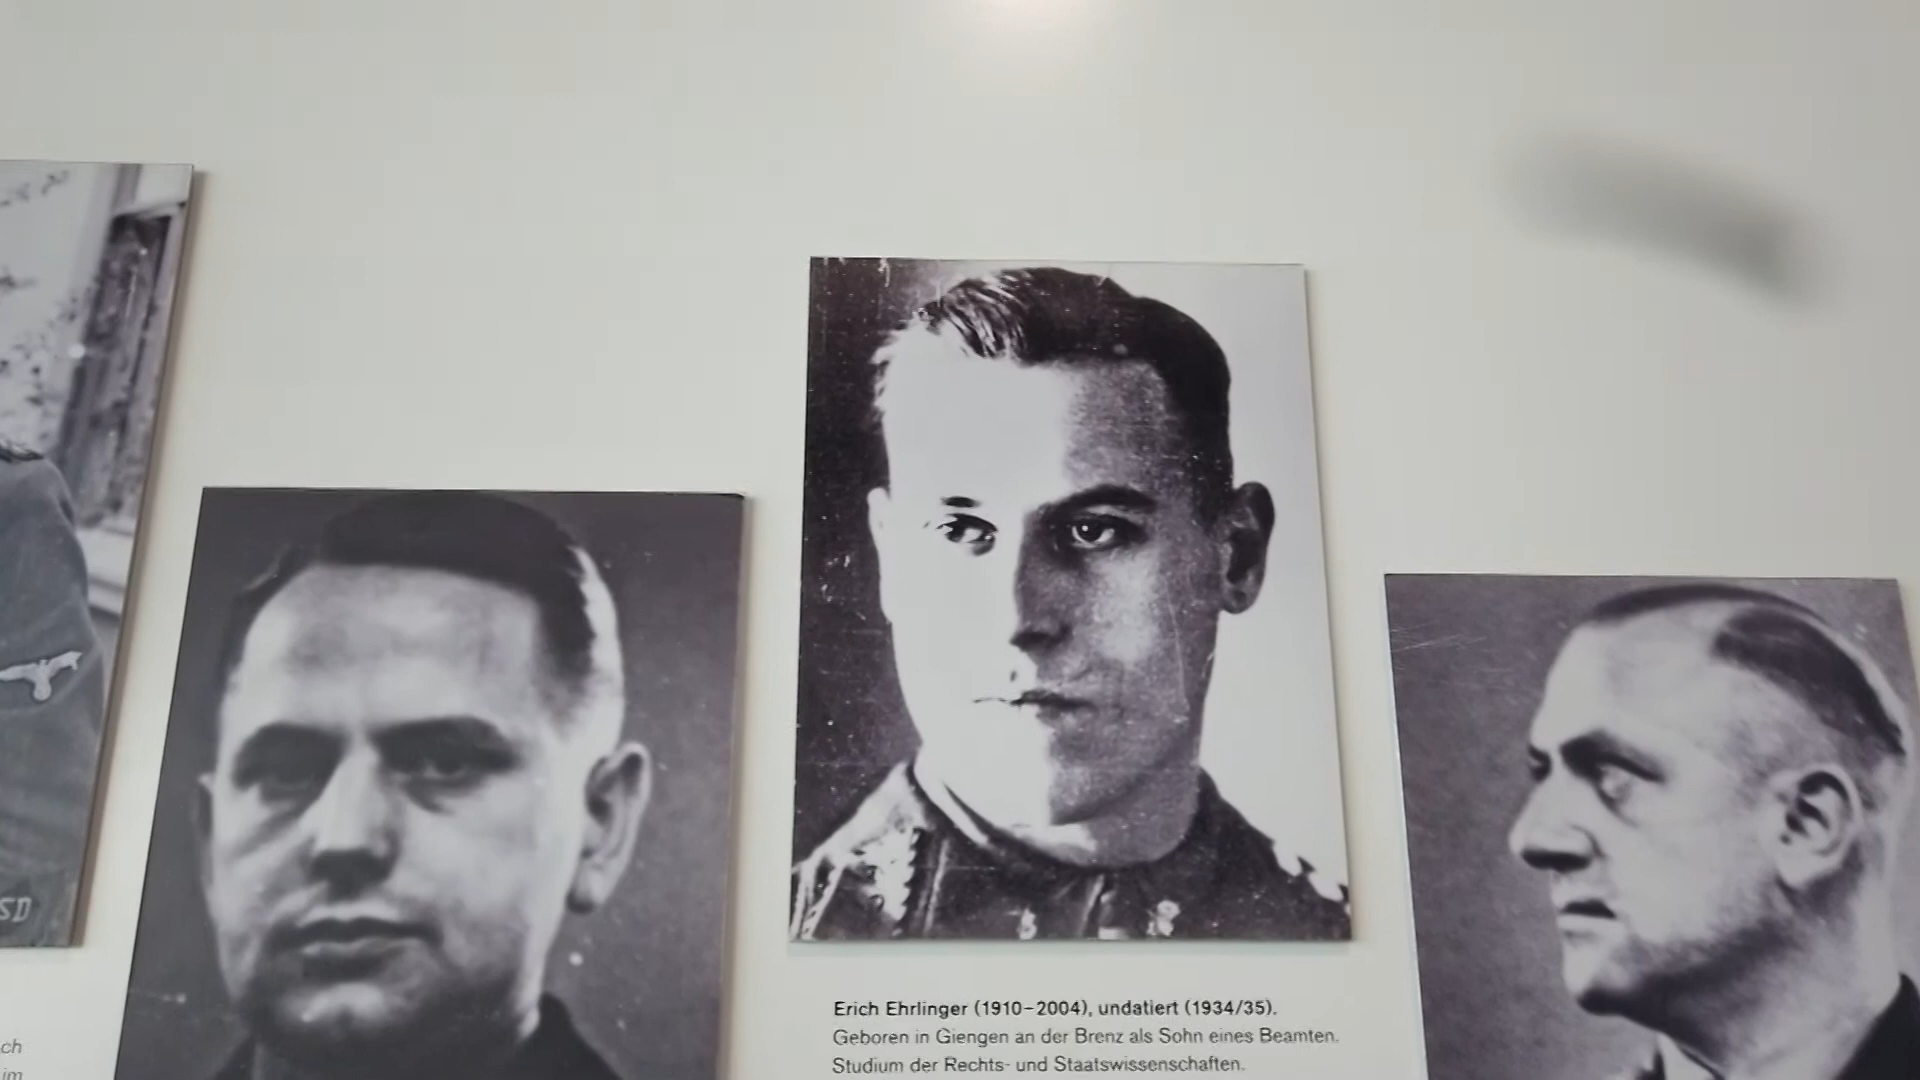 SD
ch
im
Erich Ehrlinger (1910–2004), undatiert (1934/35).
Geboren in Giengen an der Brenz als Sohn eines Beamten.
Studium der Rechts- und Staatswissenschaften.